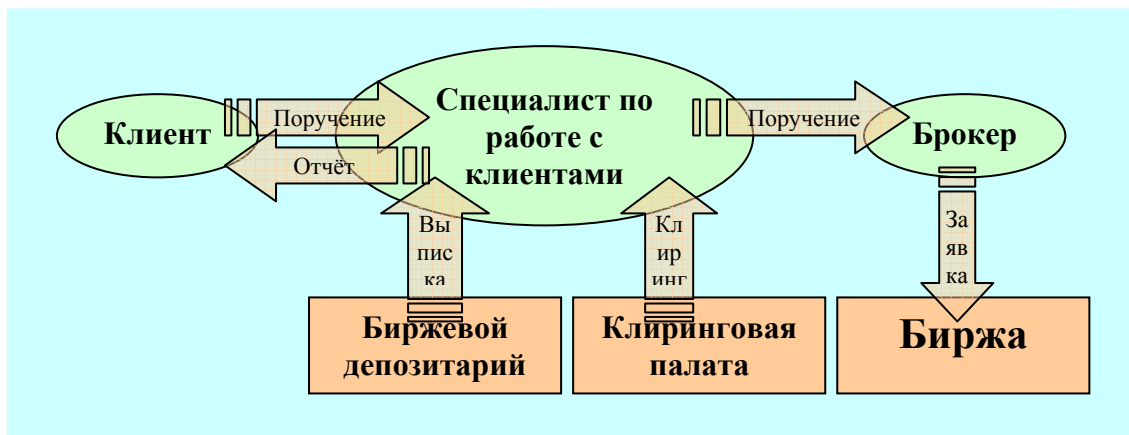 Клиент
Поручение
Отчёт
Специалист по
работе с
клиентами
Поручение
Брокер
Вы
пис
ка
Кл
ир
инг
За
яв
ка
Биржевой
депозитарий
Клиринговая
палата
Биржа